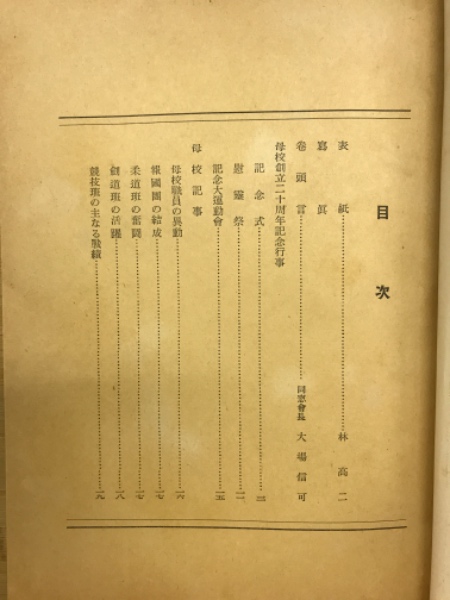 目次
表紙 林高二
寫眞
巻頭言 同窓會長 大場信可
母校創立二十周年記念行事
記念式 三
慰靈祭 一二
記念大運動會 一五
母校記事
母校職員の異動 一六
報國團の結成 一七
柔道班の奮鬪 一七
劍道班の活躍 一八
競技班の主なる戰績 一九